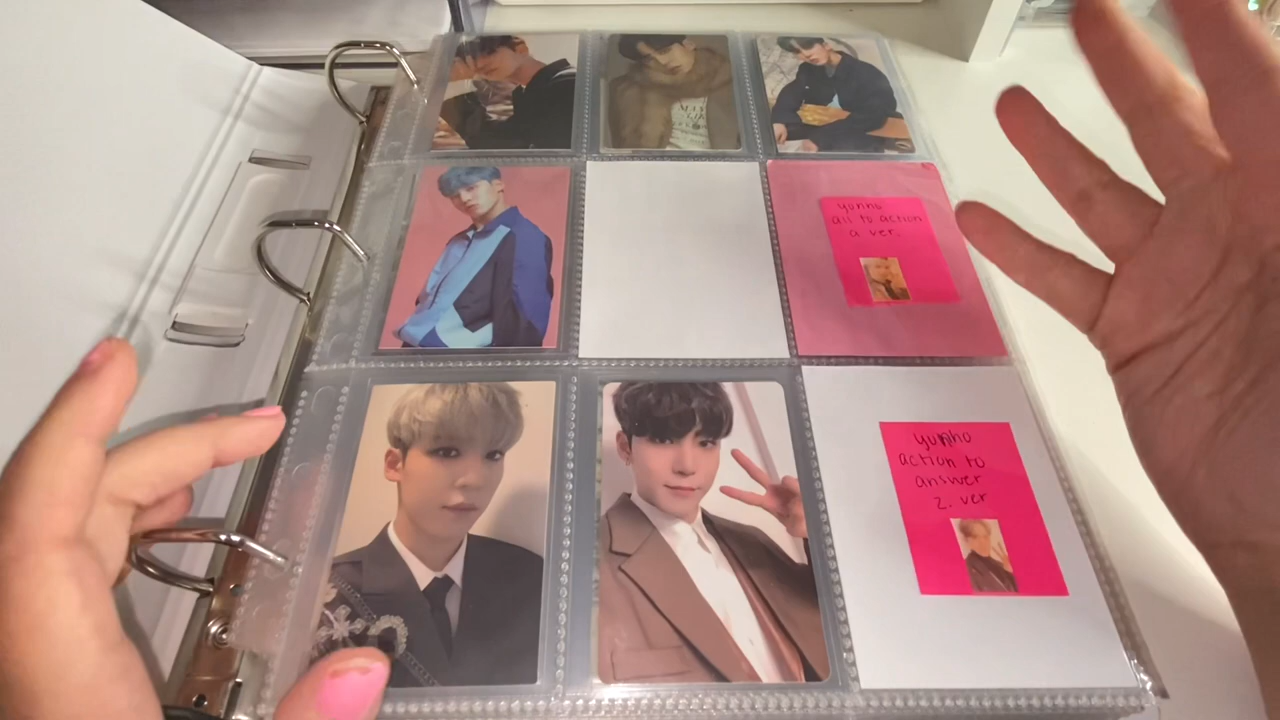 yunho
all to action
a ver.
yunho
action to
answer
z. ver